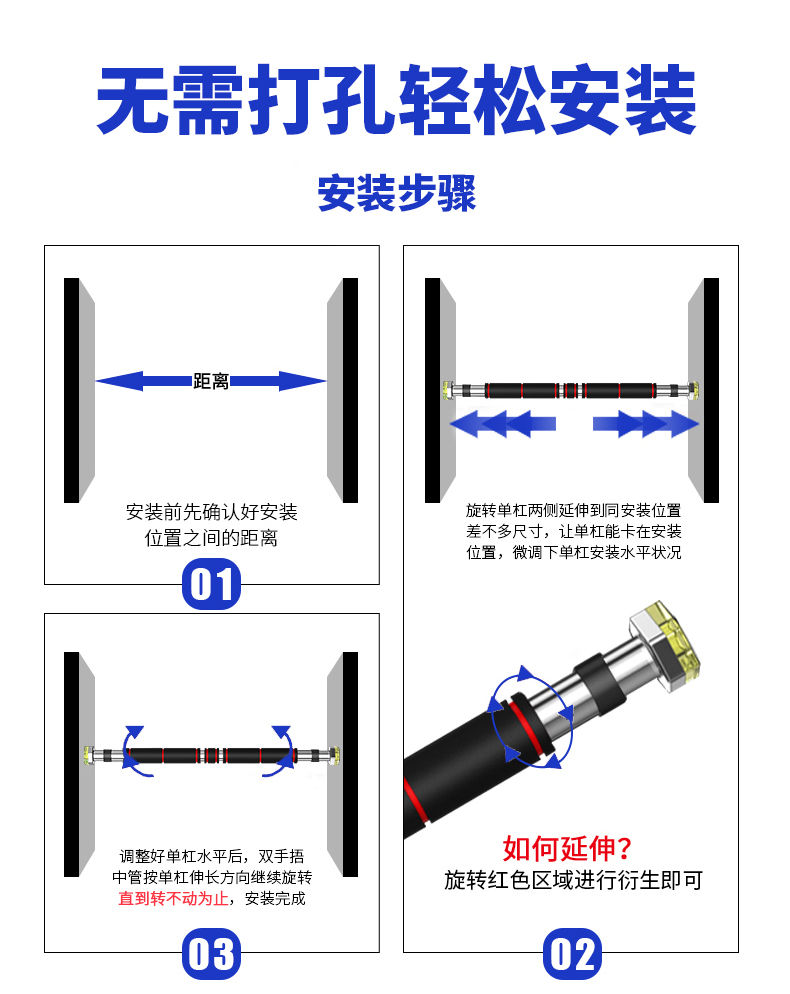 无需打孔轻松安装
安装步骤
距离
安装前先确认好安装
位置之间的距离
01
旋转单杠两侧延伸到同安装位置
差不多尺寸，让单杠能卡在安装
位置，微调下单杠安装水平状况
如何延伸？
旋转红色区域进行衍生即可
02
调整好单杠水平后，双手捂
中管按单杠伸长方向继续旋转
直到转不动为止，安装完成
03